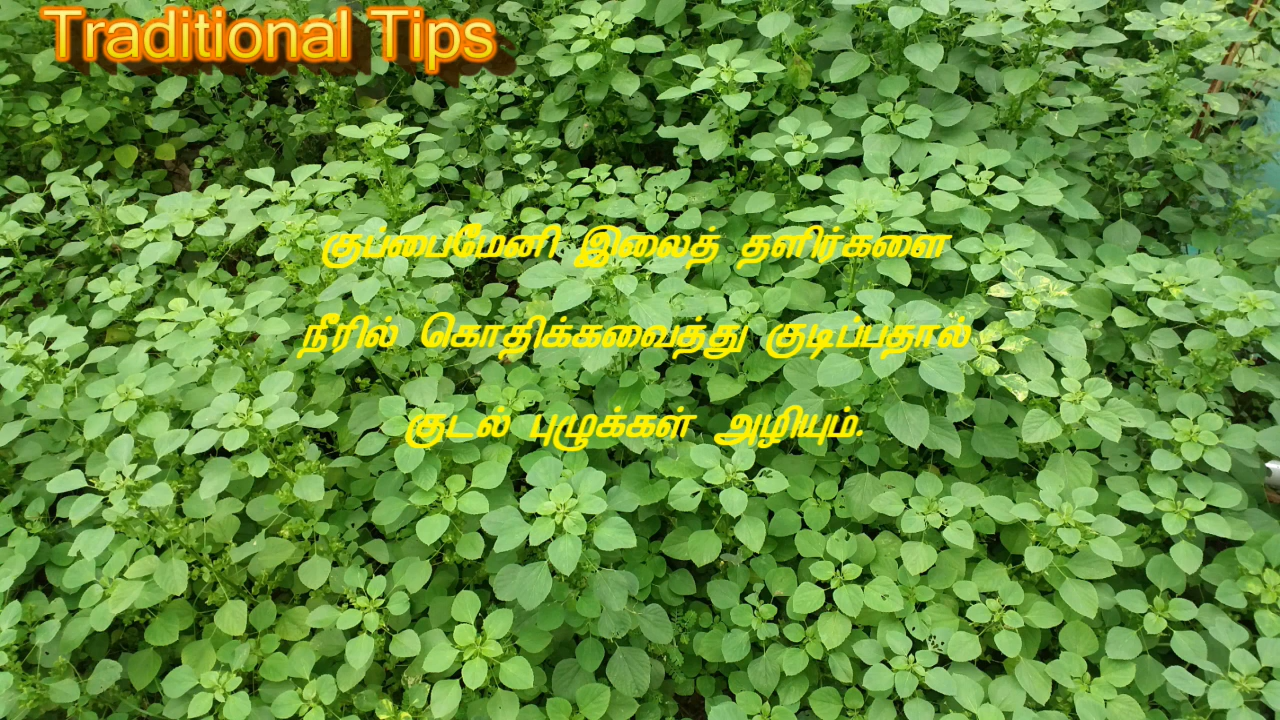 Traditional Tips
குப்பைமேனி இலைத் தளிர்களை
நீரில் கொதிக்கவைத்து குடிப்பதால்
குடல் புழுக்கள் அழியும்.